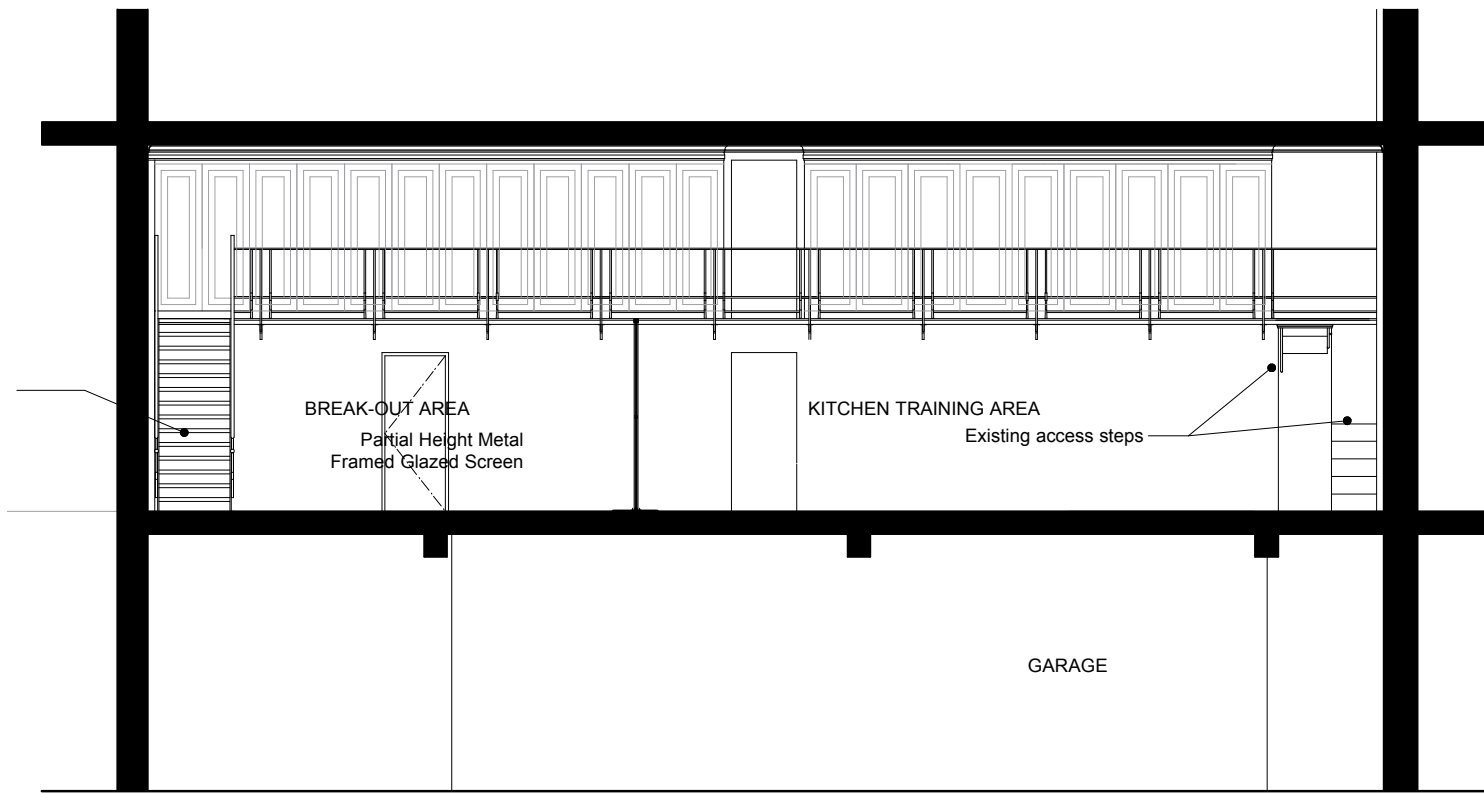 BREAK-OUT AREA
Partial Height Metal
Framed Glazed Screen
KITCHEN TRAINING AREA
Existing access steps
GARAGE